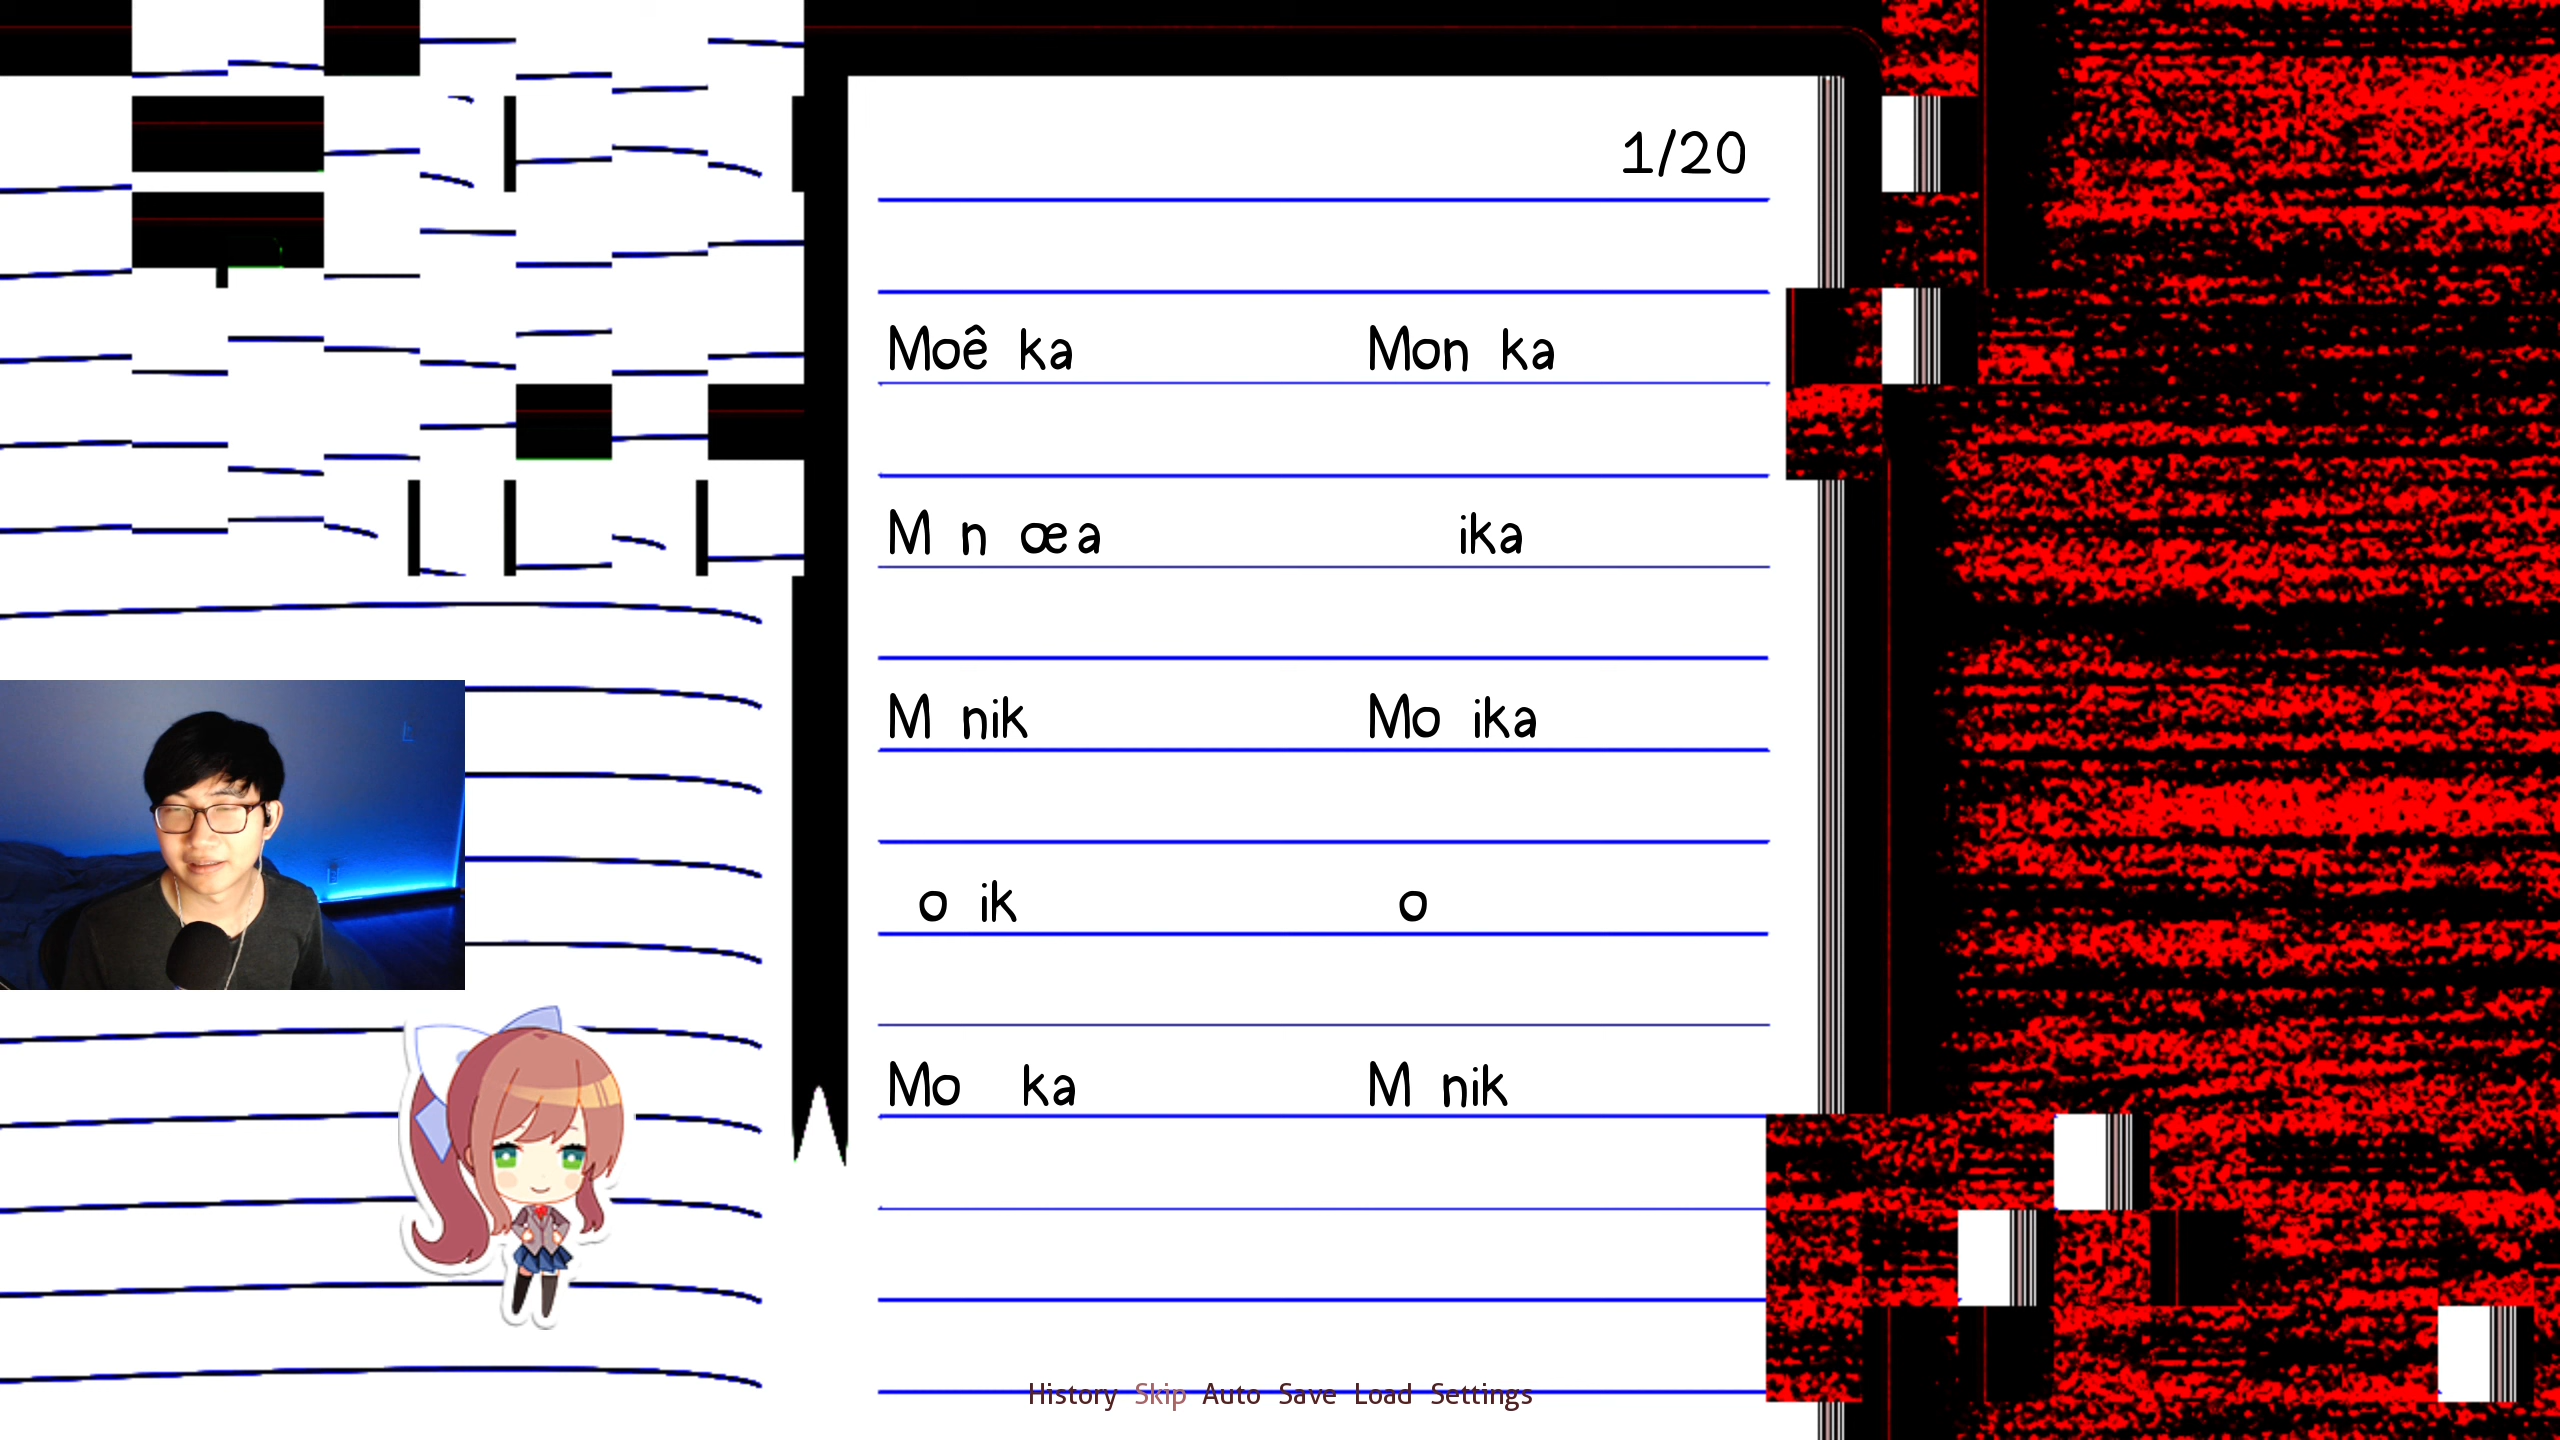 1/20
Moê ka Mon ka
M n œa ika
M nik Mo ika
o ik o
Mo ka M nik
History Skip Auto Save Load Settings